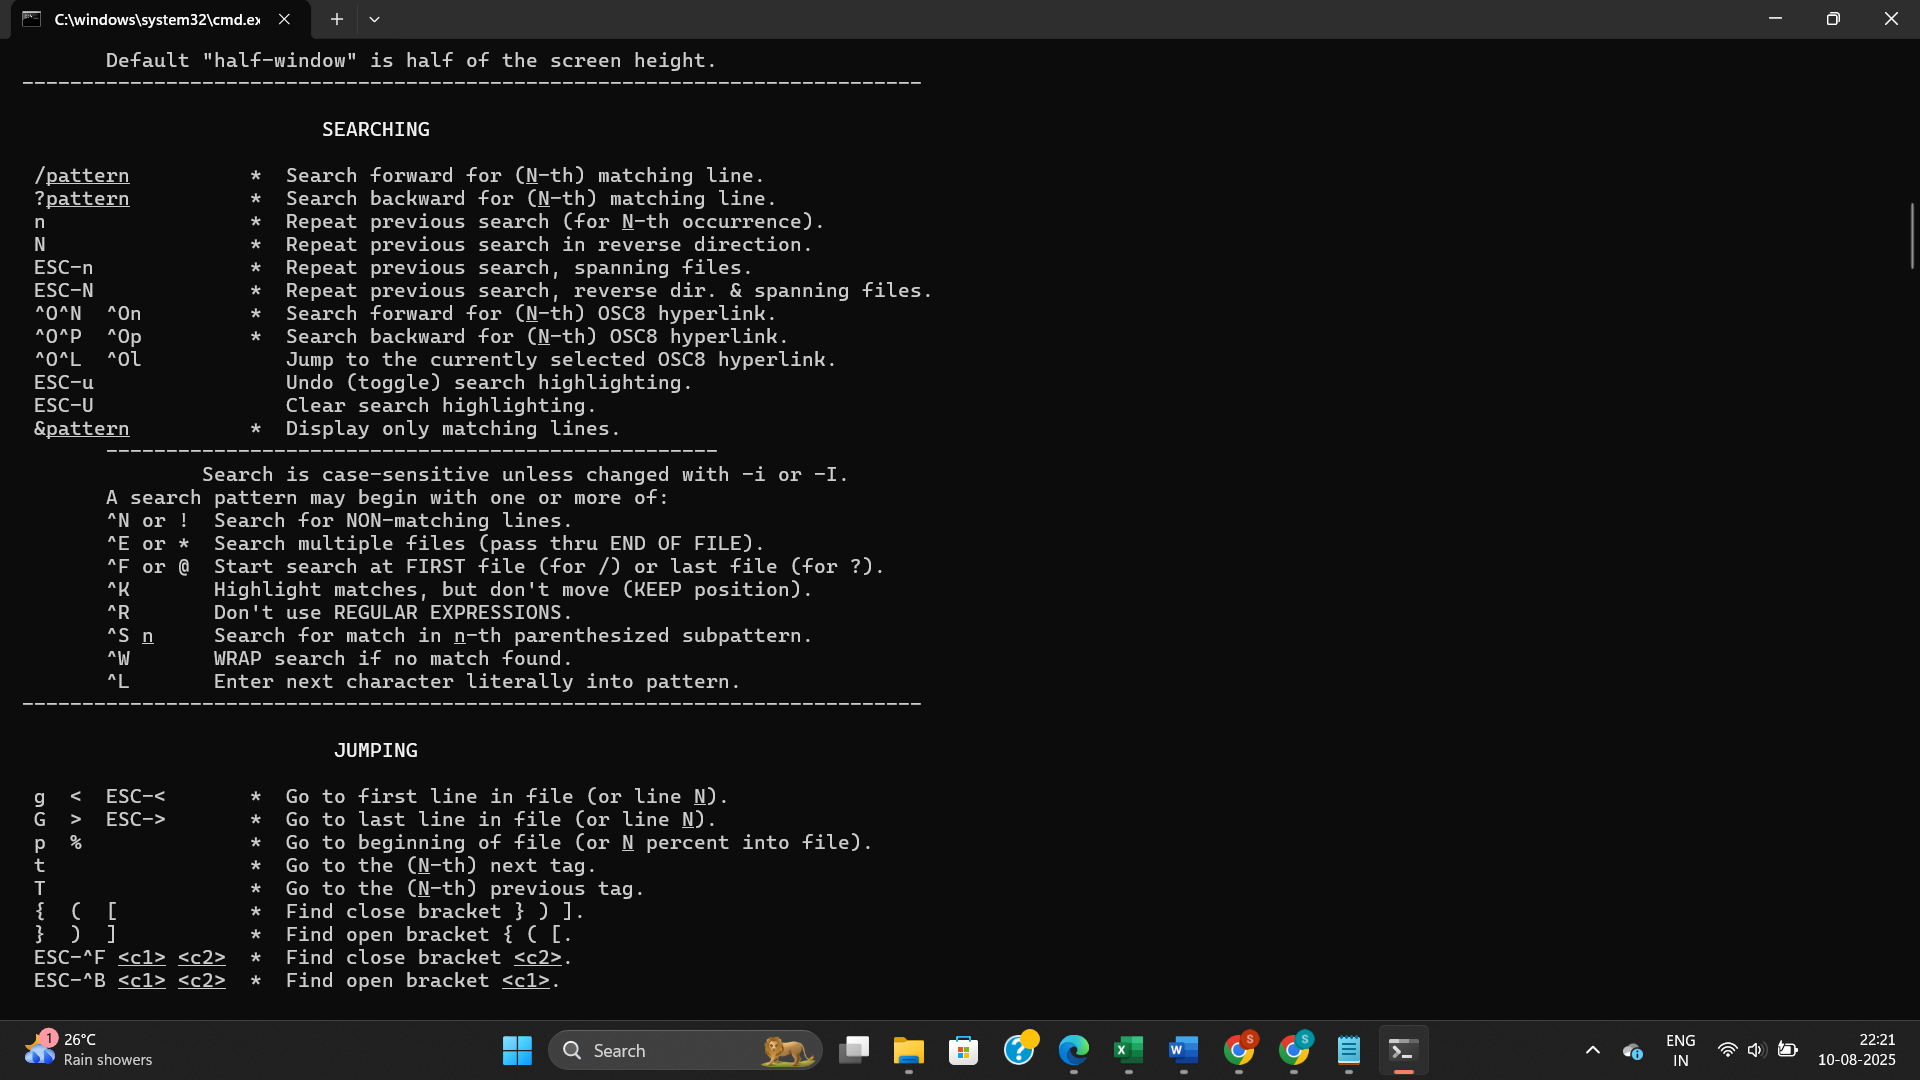 C:\windows\system32\cmd.ex
Default "half-window" is half of the screen height.
---------------------------------------------------------------------------
SEARCHING
/pattern * Search forward for (N-th) matching line.
?pattern * Search backward for (N-th) matching line.
n * Repeat previous search (for N-th occurrence).
N * Repeat previous search in reverse direction.
ESC-n * Repeat previous search, spanning files.
ESC-N * Repeat previous search, reverse dir. & spanning files.
^O^N ^On * Search forward for (N-th) OSC8 hyperlink.
^O^P ^Op * Search backward for (N-th) OSC8 hyperlink.
^O^L ^Ol Jump to the currently selected OSC8 hyperlink.
ESC-u Undo (toggle) search highlighting.
ESC-U Clear search highlighting.
&pattern * Display only matching lines.
---------------------------------------------------
Search is case-sensitive unless changed with -i or -I.
A search pattern may begin with one or more of:
^N or ! Search for NON-matching lines.
^E or * Search multiple files (pass thru END OF FILE).
^F or @ Start search at FIRST file (for /) or last file (for ?).
^K Highlight matches, but don't move (KEEP position).
^R Don't use REGULAR EXPRESSIONS.
^S n Search for match in n-th parenthesized subpattern.
^W WRAP search if no match found.
^L Enter next character literally into pattern.
---------------------------------------------------------------------------
JUMPING
g < ESC-< * Go to first line in file (or line N).
G > ESC-> * Go to last line in file (or line N).
p % * Go to beginning of file (or N percent into file).
t * Go to the (N-th) next tag.
T * Go to the (N-th) previous tag.
{ ( [ * Find close bracket } ) ].
} ) ] * Find open bracket { ( [.
ESC-^F <c1> <c2> * Find close bracket <c2>.
ESC-^B <c1> <c2> * Find open bracket <c1>.
1
26°C
Rain showers
Search
S
S
ENG
IN
22:21
10-08-2025